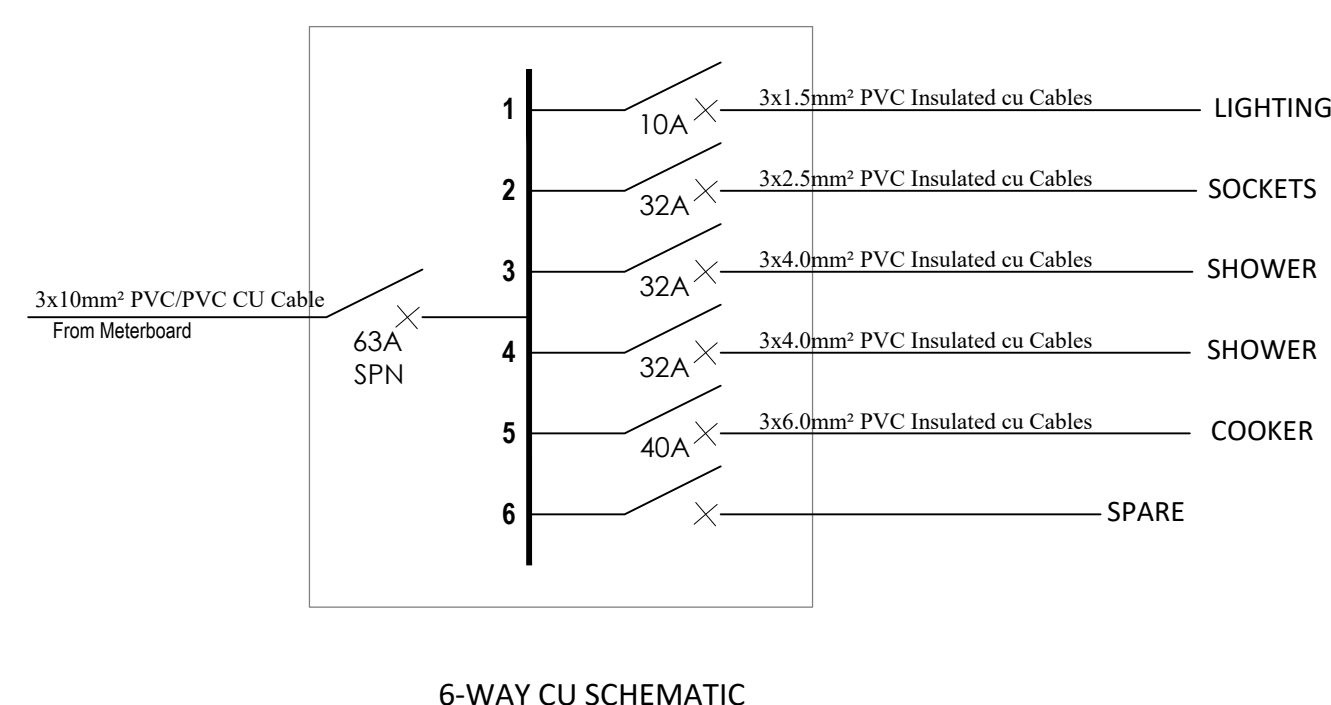 1
10A
3x1.5mm² PVC Insulated cu Cables
LIGHTING
2
32A
3x2.5mm² PVC Insulated cu Cables
SOCKETS
3
32A
3x4.0mm² PVC Insulated cu Cables
SHOWER
3x10mm² PVC/PVC CU Cable
From Meterboard
63A
SPN
4
32A
3x4.0mm² PVC Insulated cu Cables
SHOWER
5
40A
3x6.0mm² PVC Insulated cu Cables
COOKER
6
SPARE
6-WAY CU SCHEMATIC